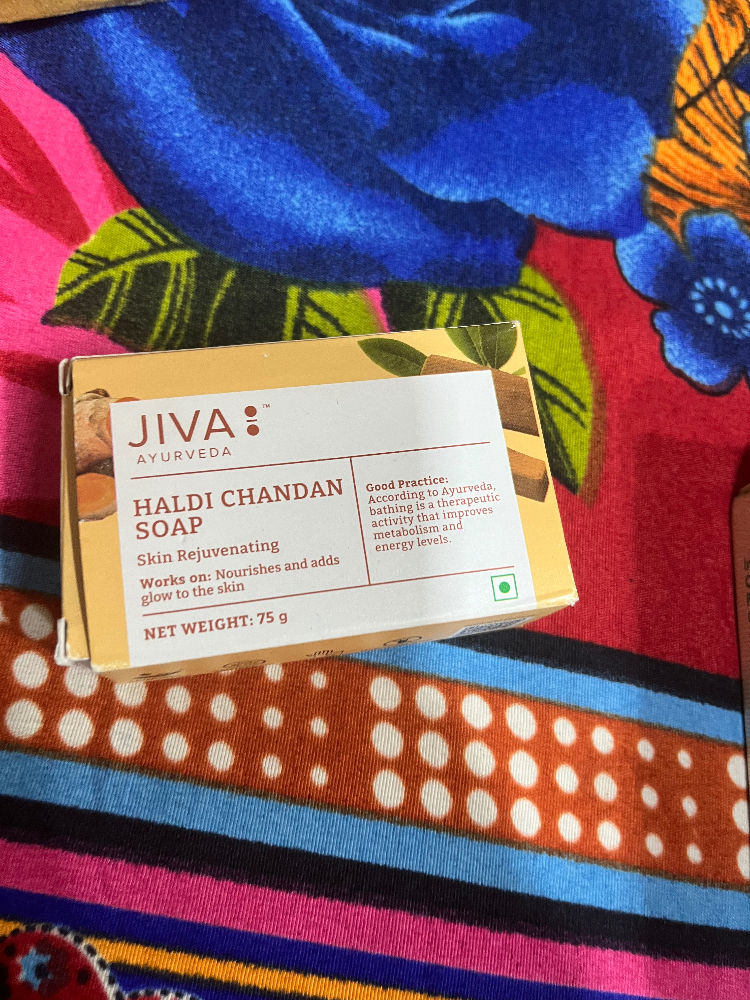 JIVA ™
AYURVEDA
HALDI CHANDAN
SOAP
Skin Rejuvenating
Works on: Nourishes and adds
glow to the skin
Good Practice:
According to Ayurveda,
bathing is a therapeutic
activity that improves
metabolism and
energy levels.
NET WEIGHT: 75 g